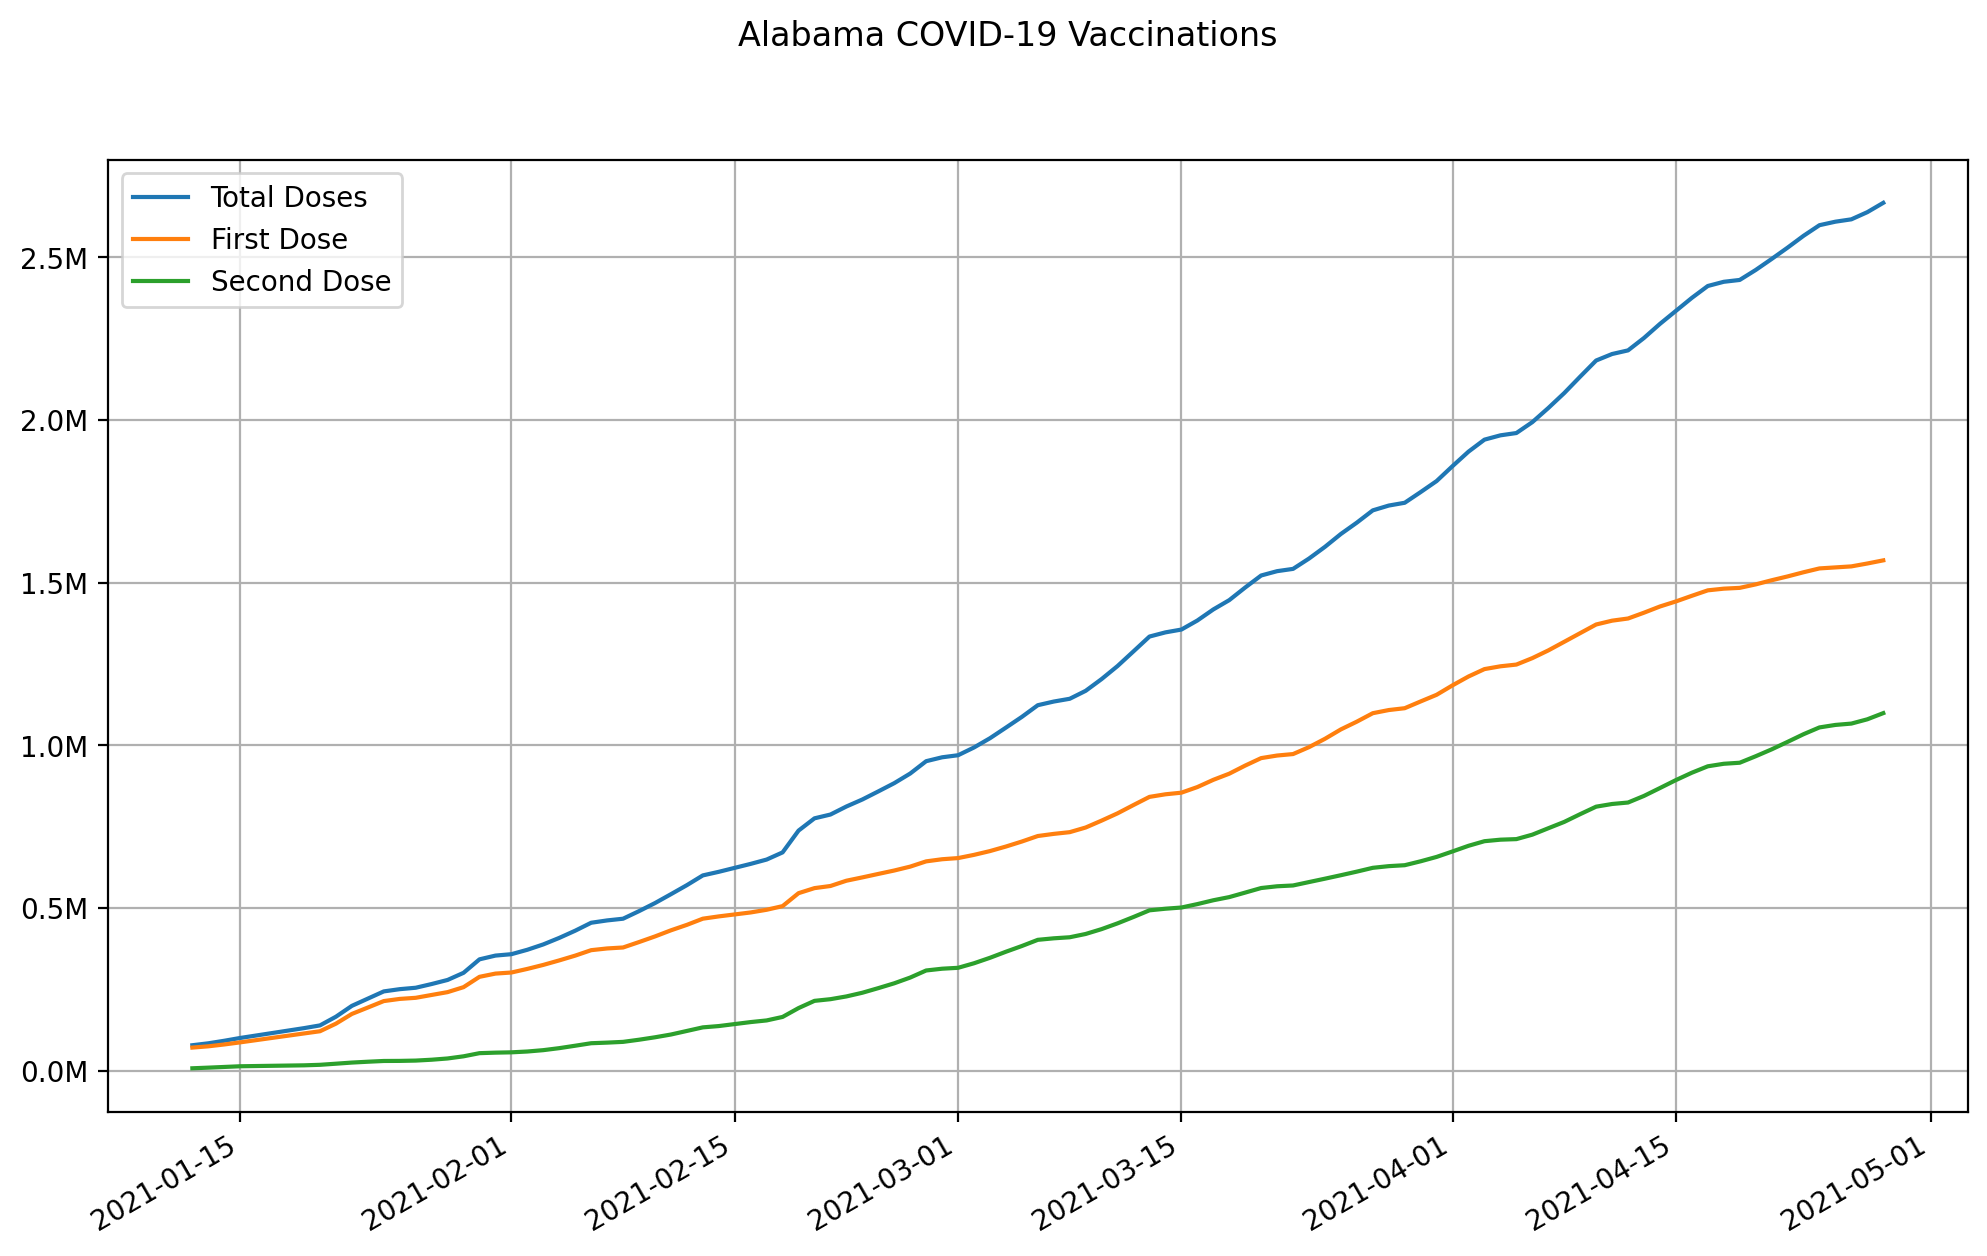 Alabama COVID-19 Vaccinations
Total Doses
First Dose
Second Dose
2.5M
2.0M
1.5M
1.0M
0.5M
0.0M
2021-01-15
2021-02-01
2021-02-15
2021-03-01
2021-03-15
2021-04-01
2021-04-15
2021-05-01